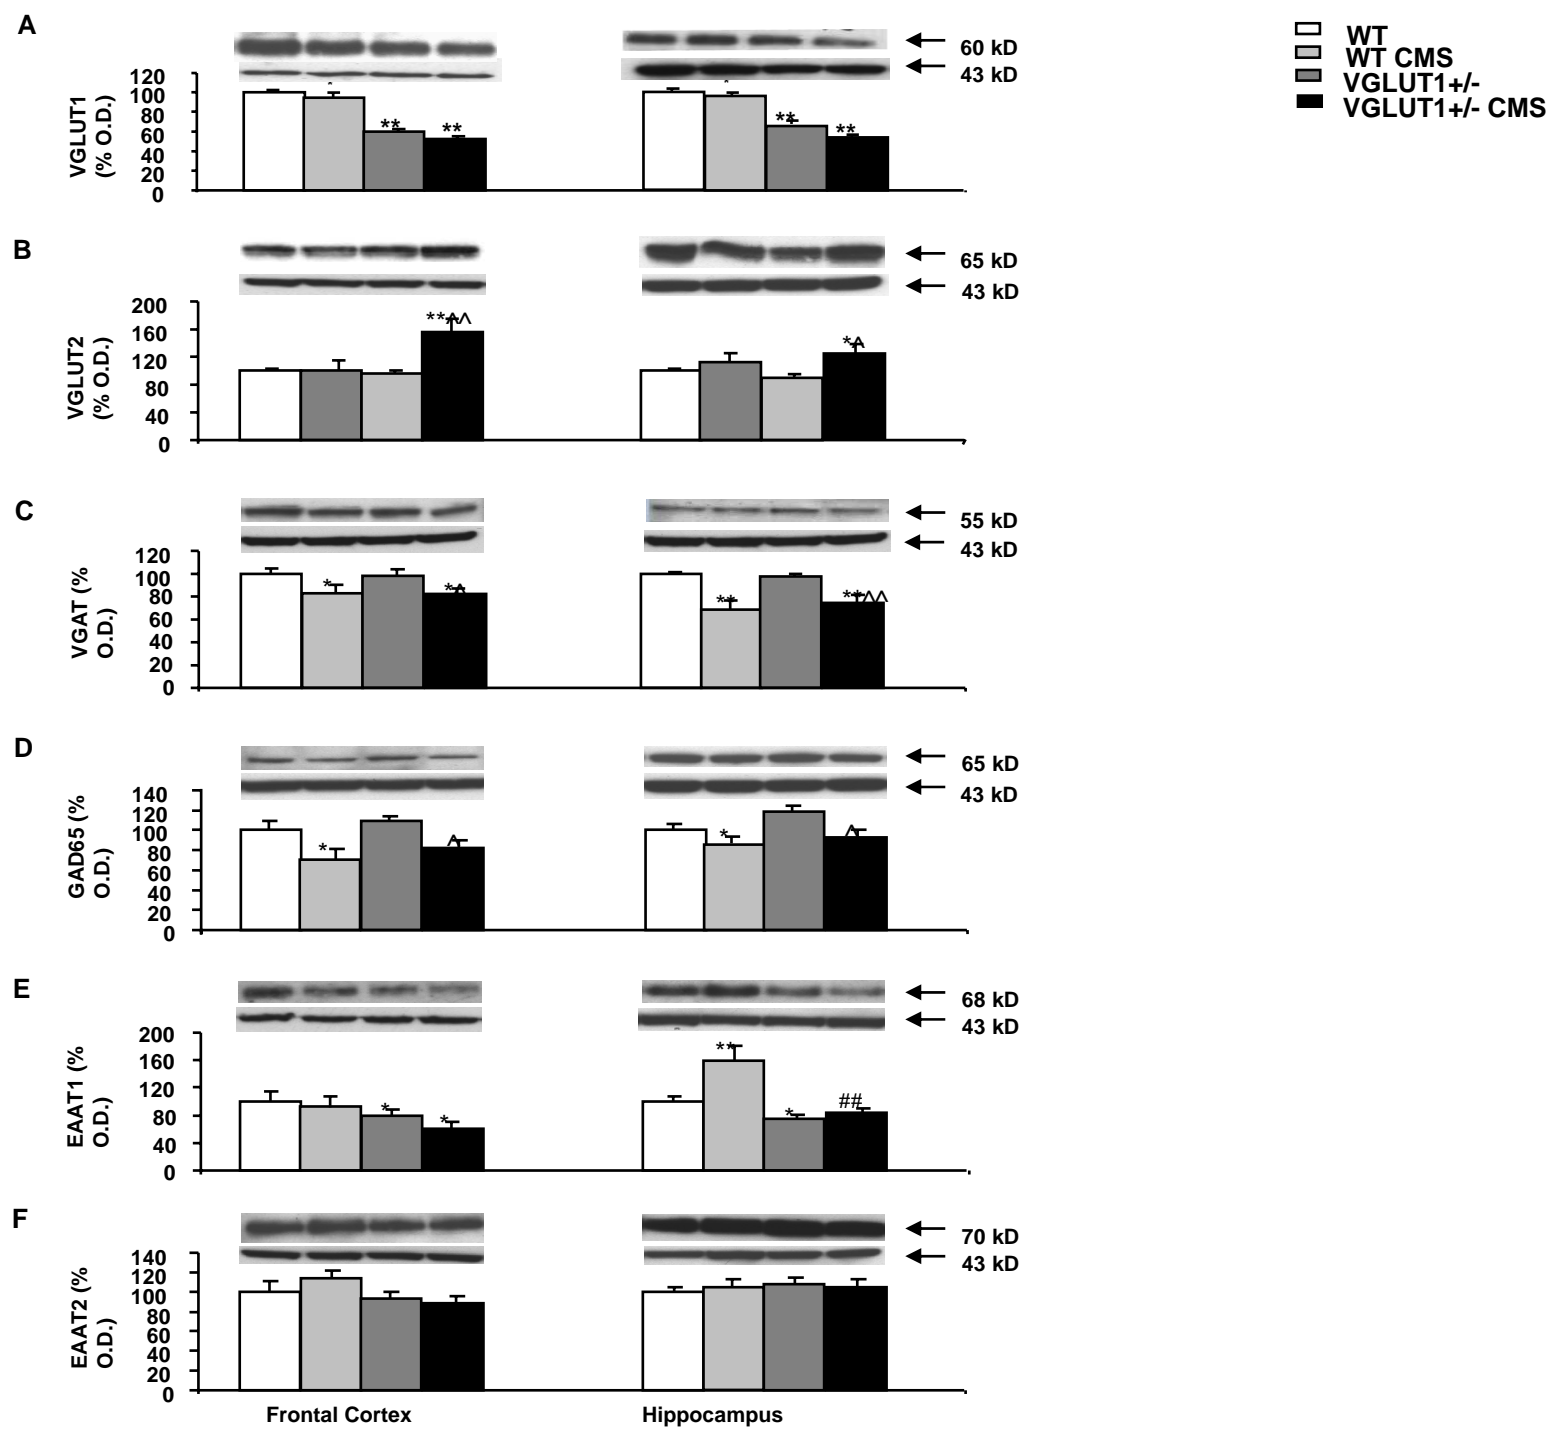 A
60 kD
43 kD
WT
WT CMS
VGLUT1+/-
VGLUT1+/- CMS
VGLUT1
(% O.D.)
120
100
80
60
40
20
0
**
**
**
**
B
65 kD
43 kD
VGLUT2
(% O.D.)
200
160
120
80
40
0
**^^
*^
C
55 kD
43 kD
VGAT (%
O.D.)
120
100
80
60
40
20
0
*
*^
**
**^^
D
65 kD
43 kD
GAD65 (%
O.D.)
140
120
100
80
60
40
20
0
*
^
*
^
E
68 kD
43 kD
EAAT1 (%
O.D.)
200
160
120
80
40
0
*
*
**
*
##
F
70 kD
43 kD
EAAT2 (%
O.D.)
140
120
100
80
60
40
20
0
Frontal Cortex
Hippocampus